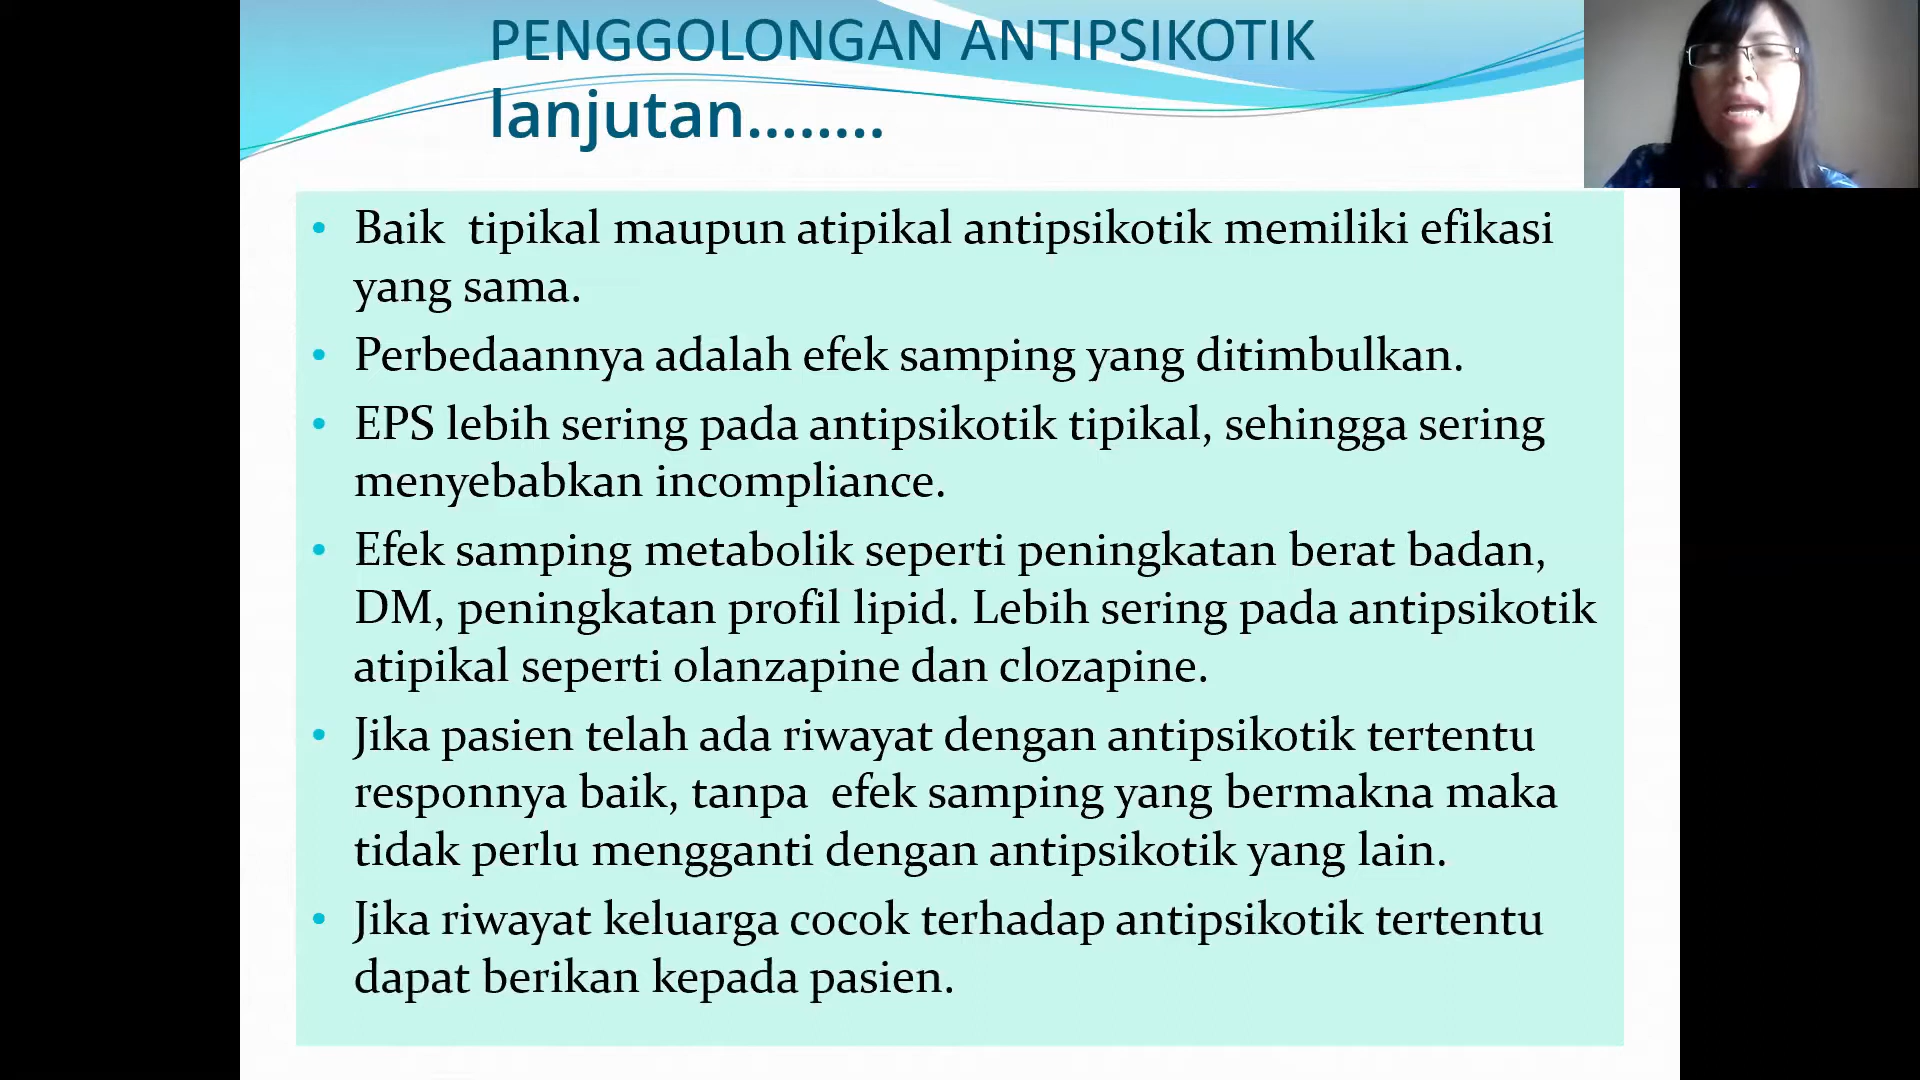 PENGGOLONGAN ANTIPSIKOTIK
lanjutan........
• Baik tipikal maupun atipikal antipsikotik memiliki efikasi
yang sama.
• Perbedaannya adalah efek samping yang ditimbulkan.
• EPS lebih sering pada antipsikotik tipikal, sehingga sering
menyebabkan incompliance.
• Efek samping metabolik seperti peningkatan berat badan,
DM, peningkatan profil lipid. Lebih sering pada antipsikotik
atipikal seperti olanzapine dan clozapine.
• Jika pasien telah ada riwayat dengan antipsikotik tertentu
responnya baik, tanpa efek samping yang bermakna maka
tidak perlu mengganti dengan antipsikotik yang lain.
• Jika riwayat keluarga cocok terhadap antipsikotik tertentu
dapat berikan kepada pasien.